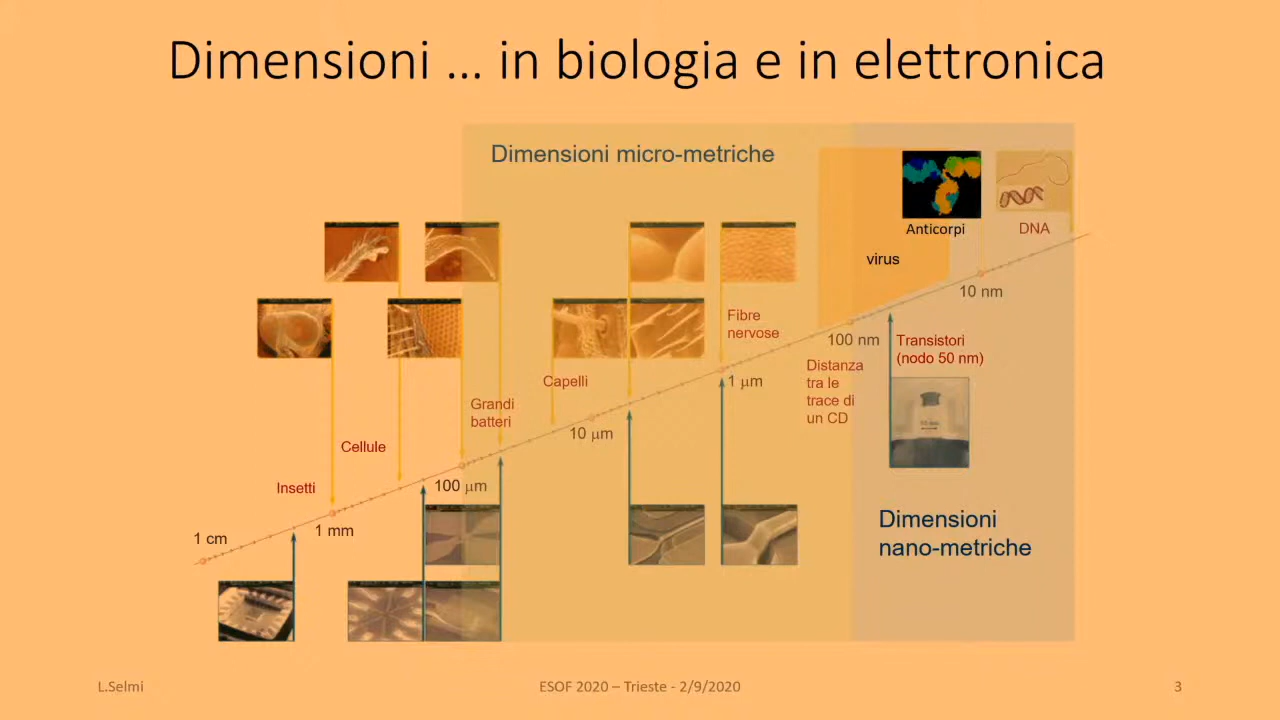 Dimensioni ... in biologia e in elettronica
Dimensioni micro-metriche
Anticorpi
DNA
virus
10 nm
Fibre
nervose
100 nm
Transistori
(nodo 50 nm)
Distanza
tra le
trace di
un CD
1 μm
Capelli
Grandi
batteri
10 μm
Cellule
100 μm
Insetti
1 mm
1 cm
50 nm
Dimensioni
nano-metriche
L.Selmi
ESOF 2020 – Trieste - 2/9/2020
3